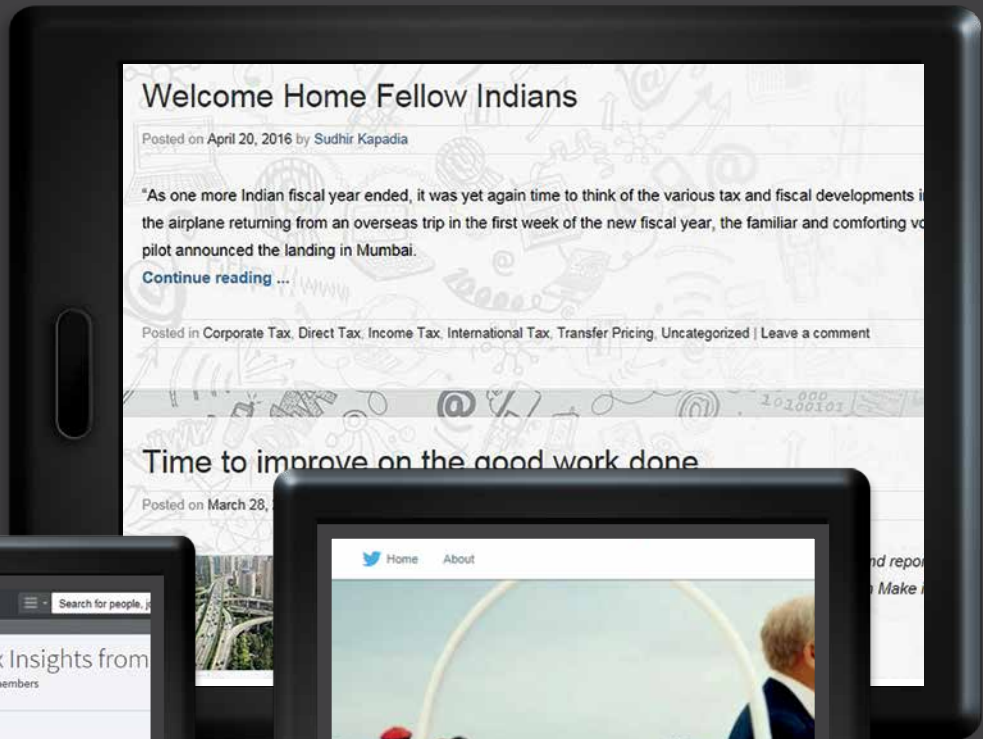 Welcome Home Fellow Indians
Posted on April 20, 2016 by Sudhir Kapadia
"As one more Indian fiscal year ended, it was yet again time to think of the various tax and fiscal developments
the airplane returning from an overseas trip in the first week of the new fiscal year, the familiar and comforting
pilot announced the landing in Mumbai.
Continue reading ...
Posted in Corporate Tax, Direct Tax, Income Tax, International Tax, Transfer Pricing, Uncategorized | Leave a comment
Time to improve on the good work done
Posted on March 28,
Make
Home About
Search for people,
Insights from